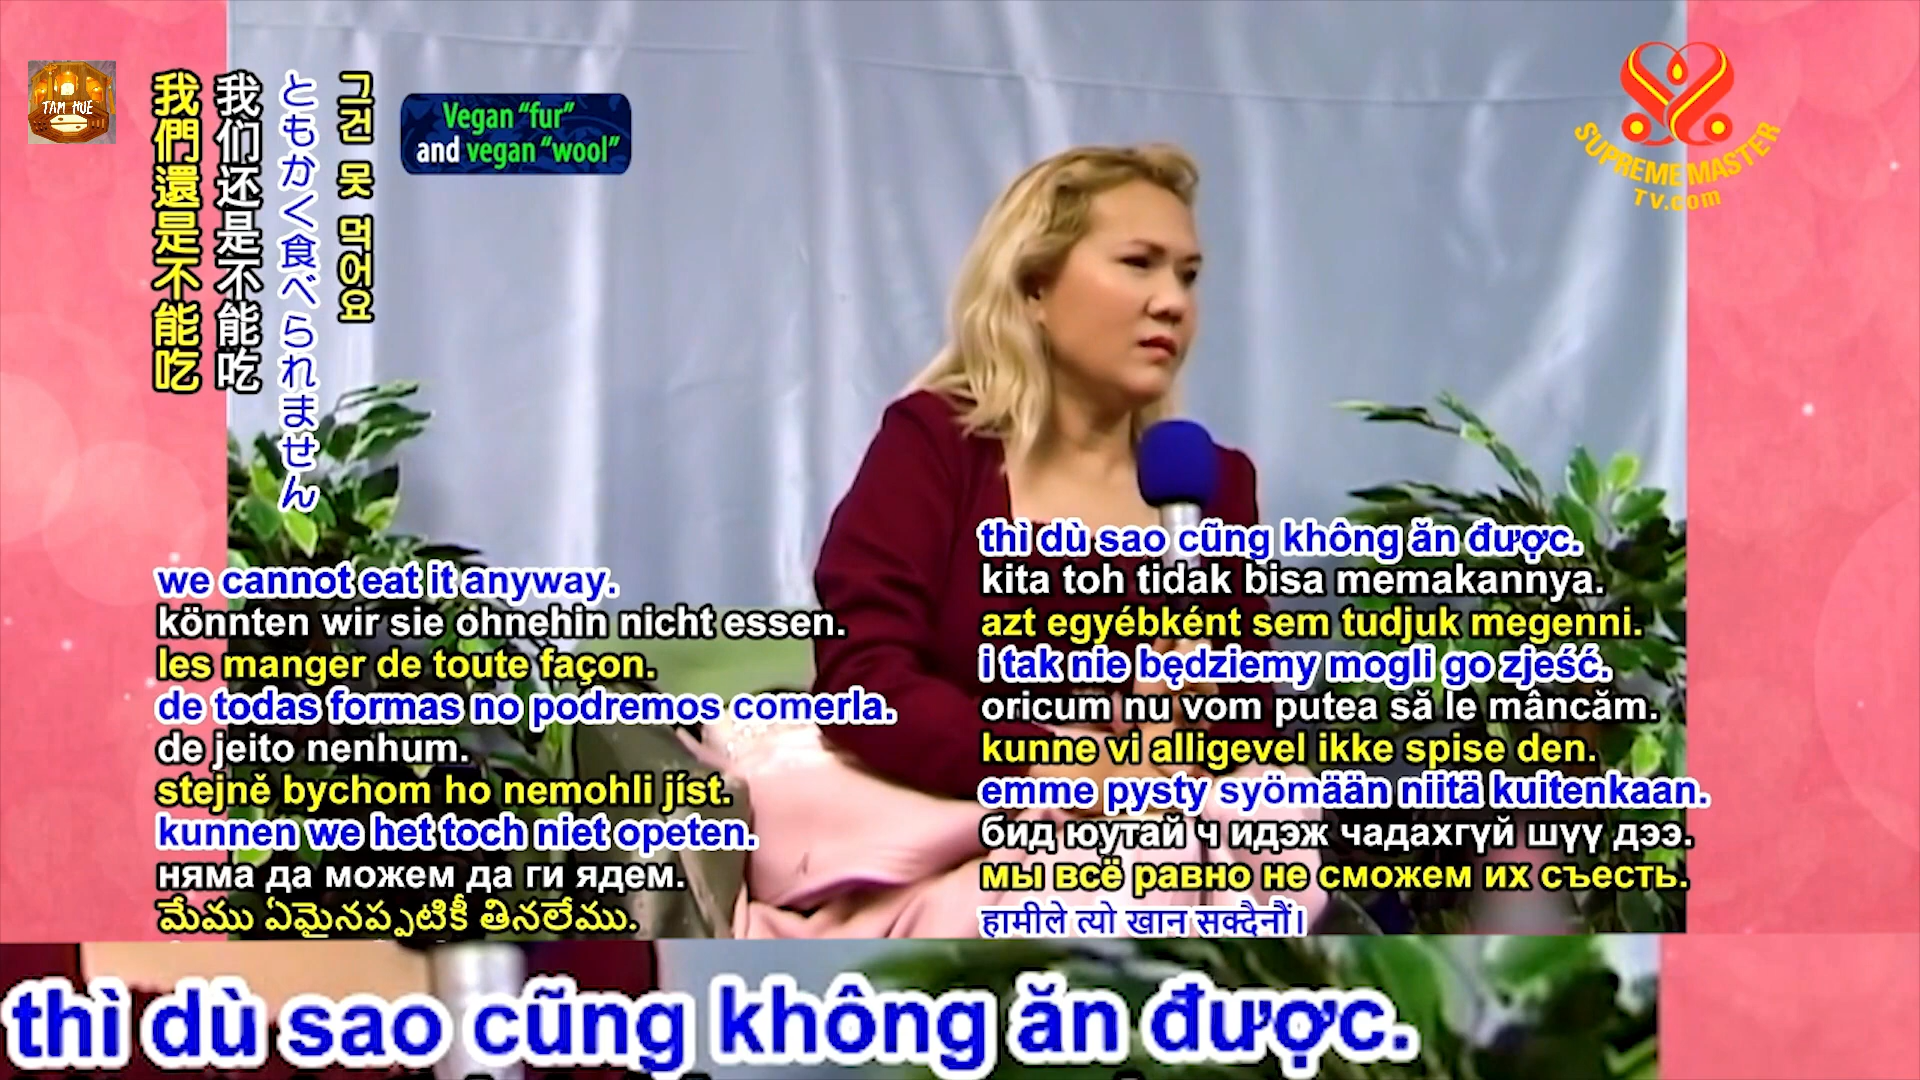 TAM HUE
我們還是不能吃
我们还是不能吃
ともかく食べられません
그건 못 먹어요
Vegan “fur”
and vegan “wool”
SUPREME MASTER
TV.com
we cannot eat it anyway.
könnten wir sie ohnehin nicht essen.
les manger de toute façon.
de todas formas no podremos comerla.
de jeito nenhum.
stejně bychom ho nemohli jíst.
kunnen we het toch niet opeten.
няма да можем да ги ядем.
మేము ఏమైనప్పటికీ తినలేము.
thì dù sao cũng không ăn được.
kita toh tidak bisa memakannya.
azt egyébként sem tudjuk megenni.
i tak nie będziemy mogli go zjeść.
oricum nu vom putea să le mâncăm.
kunne vi alligevel ikke spise den.
emme pysty syömään niitä kuitenkaan.
бид юутай ч идэж чадахгүй шүү дээ.
мы всё равно не сможем их съесть.
हामीले त्यो खान सक्दैनौं।
thì dù sao cũng không ăn được.